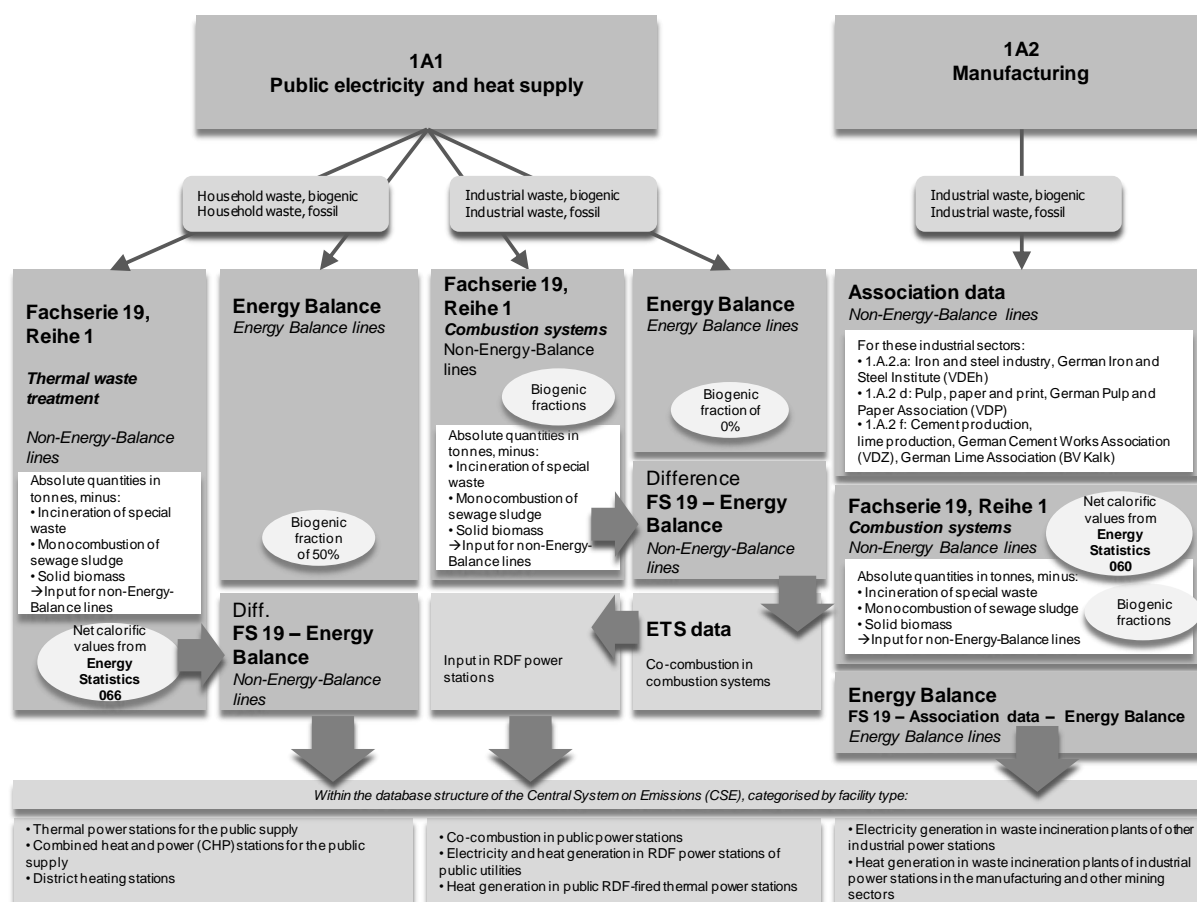 1A1
Public electricity and heat supply
1A2
Manufacturing
Household waste, biogenic
Household waste, fossil
Industrial waste, biogenic
Industrial waste, fossil
Industrial waste, biogenic
Industrial waste, fossil
Fachserie 19,
Reihe 1
Thermal waste
treatment
Non-Energy-Balance
lines
Absolute quantities in
tonnes, minus:
• Incineration of special
waste
• Monocombustion of
sewage sludge
• Solid biomass
→Input for non-Energy-
Balance lines
Net calorific
values from
Energy
Statistics
066
Energy Balance
Energy Balance lines
Biogenic
fraction
of 50%
Diff.
FS 19 – Energy
Balance
Non-Energy-Balance
lines
Fachserie 19,
Reihe 1
Combustion systems
Non-Energy-Balance
lines
Biogenic
fractions
Absolute quantities in
tonnes, minus:
• Incineration of special
waste
• Monocombustion of
sewage sludge
• Solid biomass
→Input for non-Energy-
Balance lines
Input in RDF power
stations
Energy Balance
Energy Balance lines
Biogenic
fraction of
0%
Difference
FS 19 – Energy
Balance
Non-Energy-Balance
lines
ETS data
Co-combustion in
combustion systems
Association data
Non-Energy-Balance lines
For these industrial sectors:
• 1.A.2.a: Iron and steel industry, German Iron and
Steel Institute (VDEh)
• 1.A.2 d: Pulp, paper and print, German Pulp and
Paper Association (VDP)
• 1.A.2 f: Cement production,
lime production, German Cement Works Association
(VDZ), German Lime Association (BV Kalk)
Fachserie 19, Reihe 1
Combustion systems
Non-Energy Balance lines
Net calorific
values from
Energy
Statistics
060
Absolute quantities in tonnes, minus:
• Incineration of special waste
• Monocombustion of sewage sludge
• Solid biomass
→Input for non-Energy-Balance lines
Biogenic
fractions
Energy Balance
FS 19 – Association data – Energy Balance
Energy Balance lines
Within the database structure of the Central System on Emissions (CSE), categorised by facility type:
• Thermal power stations for the public supply
• Combined heat and power (CHP) stations for the public
supply
• District heating stations
• Co-combustion in public power stations
• Electricity and heat generation in RDF power stations of
public utilities
• Heat generation in public RDF-fired thermal power stations
• Electricity generation in waste incineration plants of other
industrial power stations
• Heat generation in waste incineration plants of industrial
power stations in the manufacturing and other mining
sectors